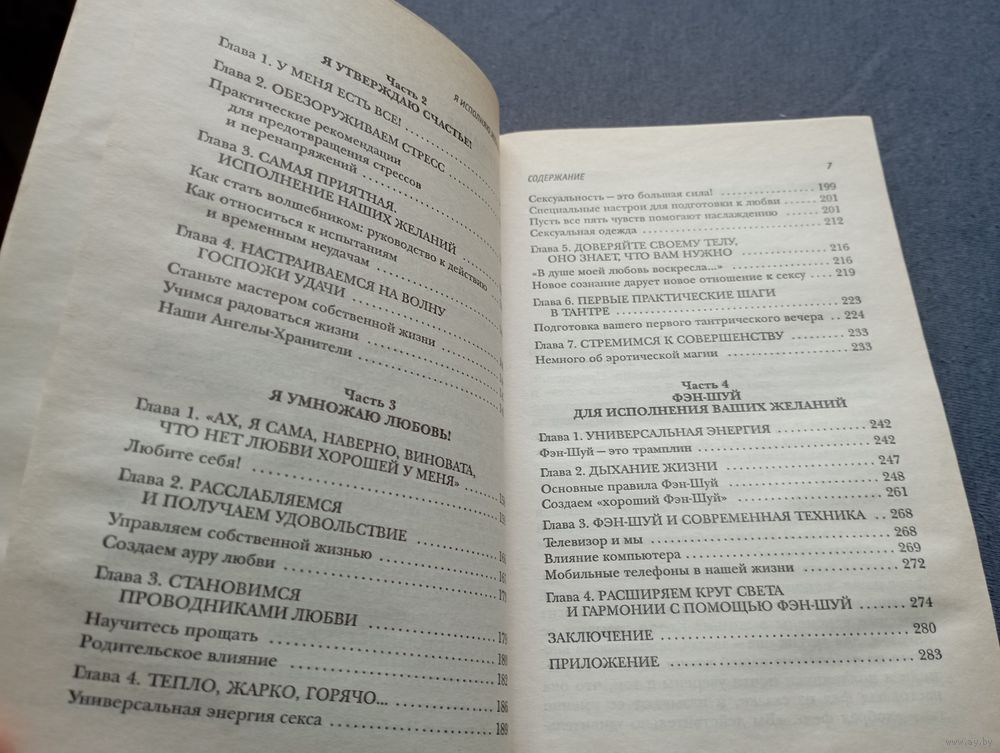 Я ИСПОЛНЯЮ
Часть 2
Я УТВЕРЖДАЮ СЧАСТЬЕ!
Глава 1. У МЕНЯ ЕСТЬ ВСЕ!
Глава 2. ОБЕЗОРУЖИВАЕМ СТРЕСС
Практические рекомендации
для предотвращения стрессов
и перенапряжений
Глава 3. САМАЯ ПРИЯТНАЯ.
ИСПОЛНЕНИЕ НАШИХ ЖЕЛАНИЙ
Как стать волшебником: руководство к действию
Как относиться к испытаниям
и временным неудачам
Глава 4. НАСТРАИВАЕМСЯ НА ВОЛНУ
ГОСПОЖИ УДАЧИ
Станьте мастером собственной жизни
Учимся радоваться жизни
Наши Ангелы-Хранители
Часть 3
Я УМНОЖАЮ ЛЮБОВЬ!
Глава 1. «АХ, Я САМА, НАВЕРНО, ВИНОВАТА,
ЧТО НЕТ ЛЮБВИ ХОРОШЕЙ У МЕНЯ»
Любите себя!
Глава 2. РАССЛАБЛЯЕМСЯ
И ПОЛУЧАЕМ УДОВОЛЬСТВИЕ
Управляем собственной жизнью
Создаем ауру любви
Глава 3. СТАНОВИМСЯ
ПРОВОДНИКАМИ ЛЮБВИ 179
Научитесь прощать 180
Родительское влияние 182
Глава 4. ТЕПЛО, ЖАРКО, ГОРЯЧО... 186
Универсальная энергия секса 189
СОДЕРЖАНИЕ 7
Сексуальность — это большая сила! 199
Специальные настрои для подготовки к любви 201
Пусть все пять чувств помогают наслаждению 201
Сексуальная одежда 212
Глава 5. ДОВЕРЯЙТЕ СВОЕМУ ТЕЛУ,
ОНО ЗНАЕТ, ЧТО ВАМ НУЖНО 216
«В душе моей любовь воскресла...» 216
Новое сознание дарует новое отношение к сексу 219
Глава 6. ПЕРВЫЕ ПРАКТИЧЕСКИЕ ШАГИ
В ТАНТРЕ 223
Подготовка вашего первого тантрического вечера 224
Глава 7. СТРЕМИМСЯ К СОВЕРШЕНСТВУ 233
Немного об эротической магии 233
Часть 4
ФЭН-ШУЙ
ДЛЯ ИСПОЛНЕНИЯ ВАШИХ ЖЕЛАНИЙ
Глава 1. УНИВЕРСАЛЬНАЯ ЭНЕРГИЯ 242
Фэн-Шуй — это трамплин 242
Глава 2. ДЫХАНИЕ ЖИЗНИ 247
Основные правила Фэн-Шуй 248
Создаем «хороший Фэн-Шуй» 261
Глава 3. ФЭН-ШУЙ И СОВРЕМЕННАЯ ТЕХНИКА 268
Телевизор и мы 268
Влияние компьютера 269
Мобильные телефоны в нашей жизни 272
Глава 4. РАСШИРЯЕМ КРУГ СВЕТА
И ГАРМОНИИ С ПОМОЩЬЮ ФЭН-ШУЙ 274
ЗАКЛЮЧЕНИЕ 280
ПРИЛОЖЕНИЕ 283
www.ay.by